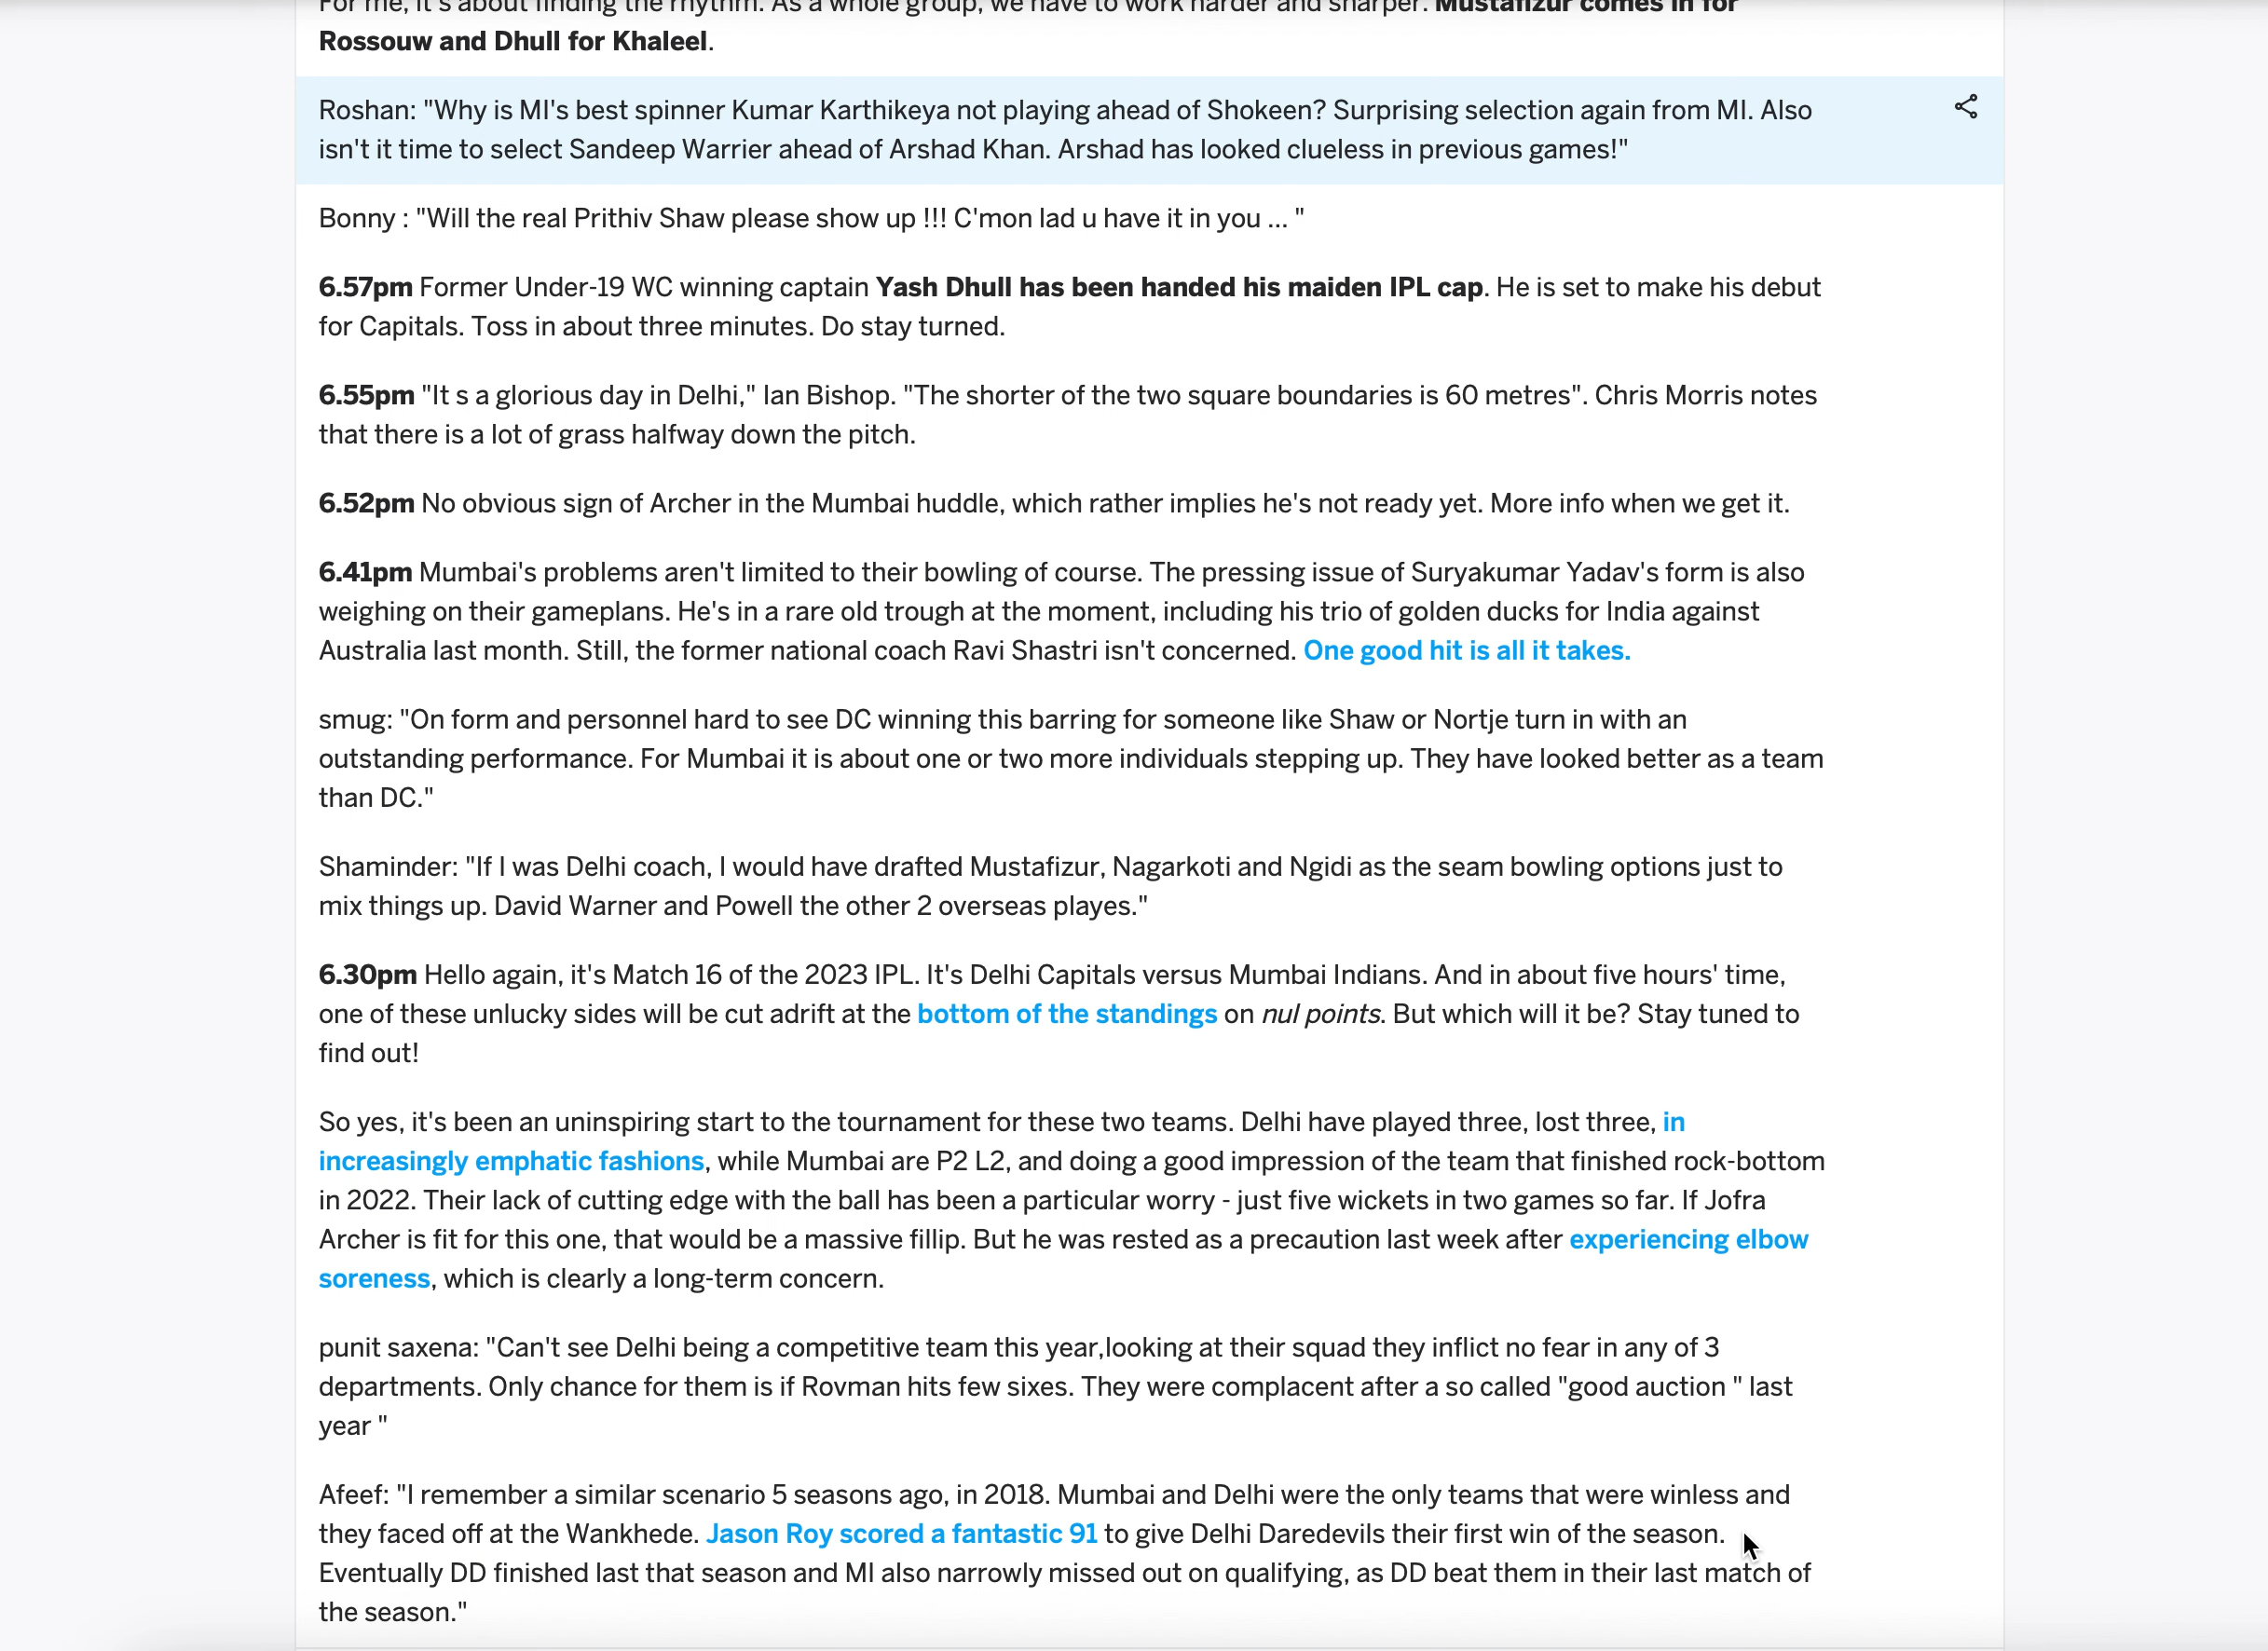 For me, it's about finding the rhythm. As a whole group, we have to work harder and sharper. Mustafizur comes in for
Rossouw and Dhull for Khaleel.
Roshan: "Why is MI's best spinner Kumar Karthikeya not playing ahead of Shokeen? Surprising selection again from MI. Also
isn't it time to select Sandeep Warrier ahead of Arshad Khan. Arshad has looked clueless in previous games!"
Bonny : "Will the real Prithiv Shaw please show up !!! C'mon lad u have it in you ... "
6.57pm Former Under-19 WC winning captain Yash Dhull has been handed his maiden IPL cap. He is set to make his debut
for Capitals. Toss in about three minutes. Do stay turned.
6.55pm "It s a glorious day in Delhi," Ian Bishop. "The shorter of the two square boundaries is 60 metres". Chris Morris notes
that there is a lot of grass halfway down the pitch.
6.52pm No obvious sign of Archer in the Mumbai huddle, which rather implies he's not ready yet. More info when we get it.
6.41pm Mumbai's problems aren't limited to their bowling of course. The pressing issue of Suryakumar Yadav's form is also
weighing on their gameplans. He's in a rare old trough at the moment, including his trio of golden ducks for India against
Australia last month. Still, the former national coach Ravi Shastri isn't concerned. One good hit is all it takes.
smug: "On form and personnel hard to see DC winning this barring for someone like Shaw or Nortje turn in with an
outstanding performance. For Mumbai it is about one or two more individuals stepping up. They have looked better as a team
than DC."
Shaminder: "If I was Delhi coach, I would have drafted Mustafizur, Nagarkoti and Ngidi as the seam bowling options just to
mix things up. David Warner and Powell the other 2 overseas playes."
6.30pm Hello again, it's Match 16 of the 2023 IPL. It's Delhi Capitals versus Mumbai Indians. And in about five hours' time,
one of these unlucky sides will be cut adrift at the bottom of the standings on nul points. But which will it be? Stay tuned to
find out!
So yes, it's been an uninspiring start to the tournament for these two teams. Delhi have played three, lost three, in
increasingly emphatic fashions, while Mumbai are P2 L2, and doing a good impression of the team that finished rock-bottom
in 2022. Their lack of cutting edge with the ball has been a particular worry - just five wickets in two games so far. If Jofra
Archer is fit for this one, that would be a massive fillip. But he was rested as a precaution last week after experiencing elbow
soreness, which is clearly a long-term concern.
punit saxena: "Can't see Delhi being a competitive team this year,looking at their squad they inflict no fear in any of 3
departments. Only chance for them is if Rovman hits few sixes. They were complacent after a so called "good auction " last
year "
Afeef: "I remember a similar scenario 5 seasons ago, in 2018. Mumbai and Delhi were the only teams that were winless and
they faced off at the Wankhede. Jason Roy scored a fantastic 91 to give Delhi Daredevils their first win of the season.
Eventually DD finished last that season and MI also narrowly missed out on qualifying, as DD beat them in their last match of
the season."